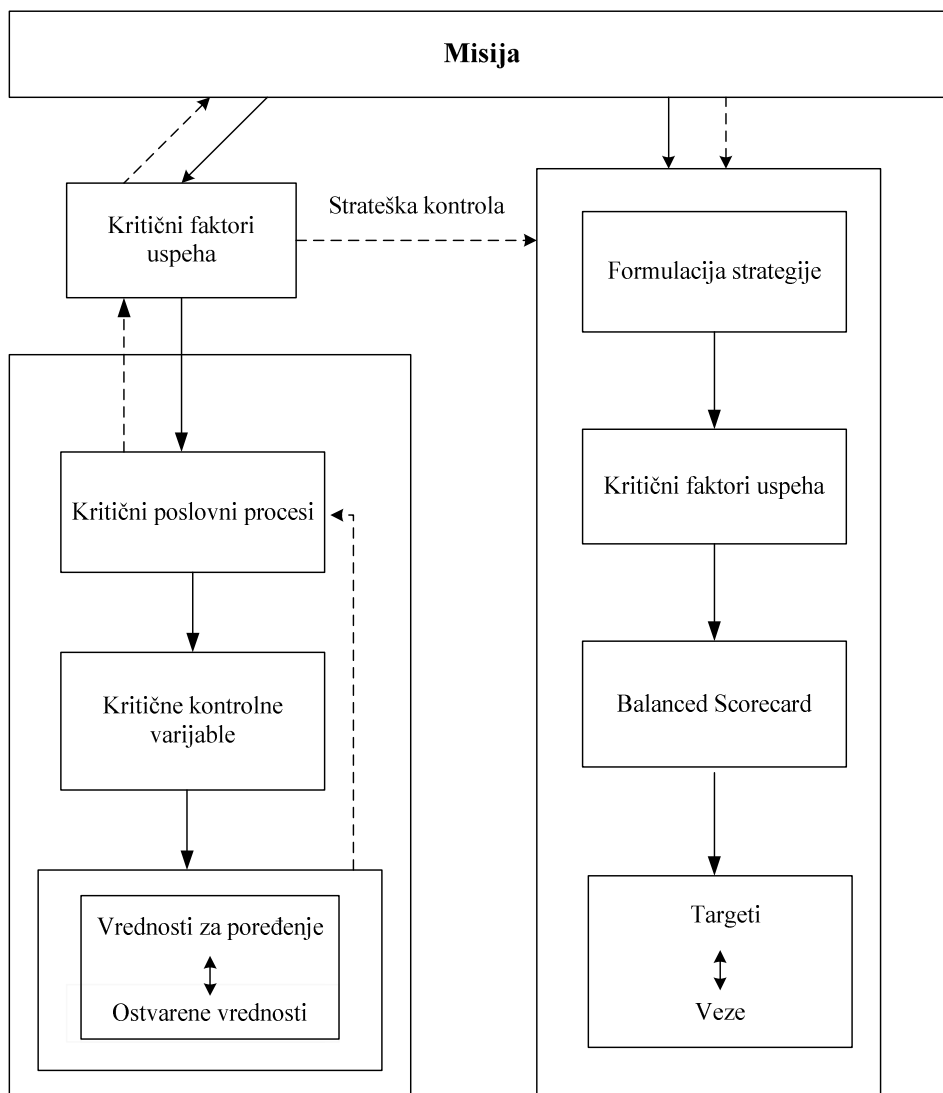 Misija
Kritični faktori
uspeha
Strateška kontrola
Kritični poslovni procesi
Kritične kontrolne
varijable
Vrednosti za poređenje
Ostvarene vrednosti
Formulacija strategije
Kritični faktori uspeha
Balanced Scorecard
Targeti
Veze